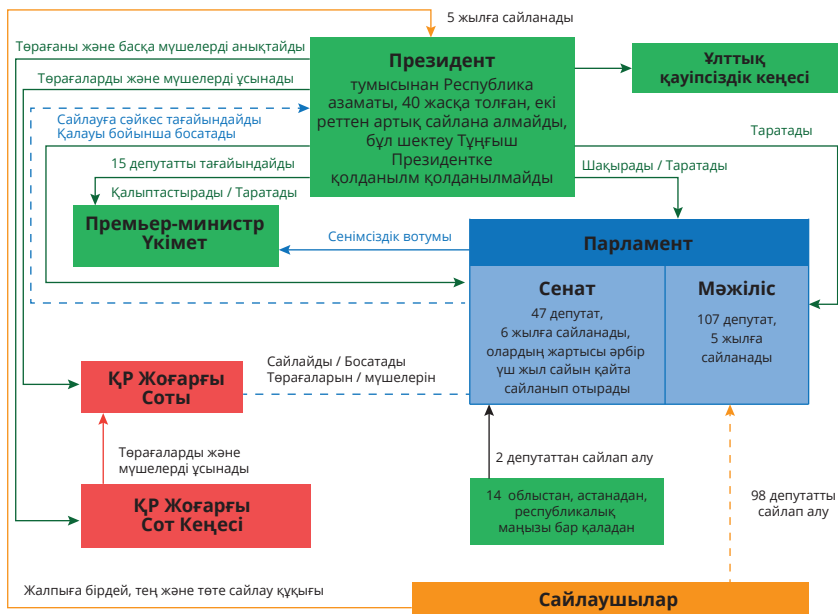 5 жылға сайланады
Төрағаны және басқа мүшелерді анықтайды
Төрағаларды және мүшелерді ұсынады
Сайлауға сәйкес тағайындайды
Қалауы бойынша босатады
15 депутатты тағайындайды
Қалыптастырады / Таратады
Президент
тумысынан Республика
азаматы, 40 жасқа толған, екі
реттен артық сайлана алмайды,
бұл шектеу Тұңғыш
Президентке
қолданылм қолданылмайды
Ұлттық
қауіпсіздік кеңесі
Таратады
Шақырады / Таратады
Премьер-министр
Үкімет
Сенімсіздік вотумы
Парламент
Сенат
47 депутат,
6 жылға сайланады,
олардың жартысы әрбір
үш жыл сайын қайта
сайланып отырады
Мәжіліс
107 депутат,
5 жылға
сайланады
ҚР Жоғарғы
Соты
Сайлайды / Босатады
Төрағаларын / мүшелерін
Төрағаларды және
мүшелерді ұсынады
ҚР Жоғарғы
Сот Кеңесі
2 депутаттан сайлап алу
14 облыстан, астанадан,
республикалық
маңызы бар қаладан
98 депутатты
сайлап алу
Жалпыға бірдей, тең және төте сайлау құқығы
Сайлаушылар